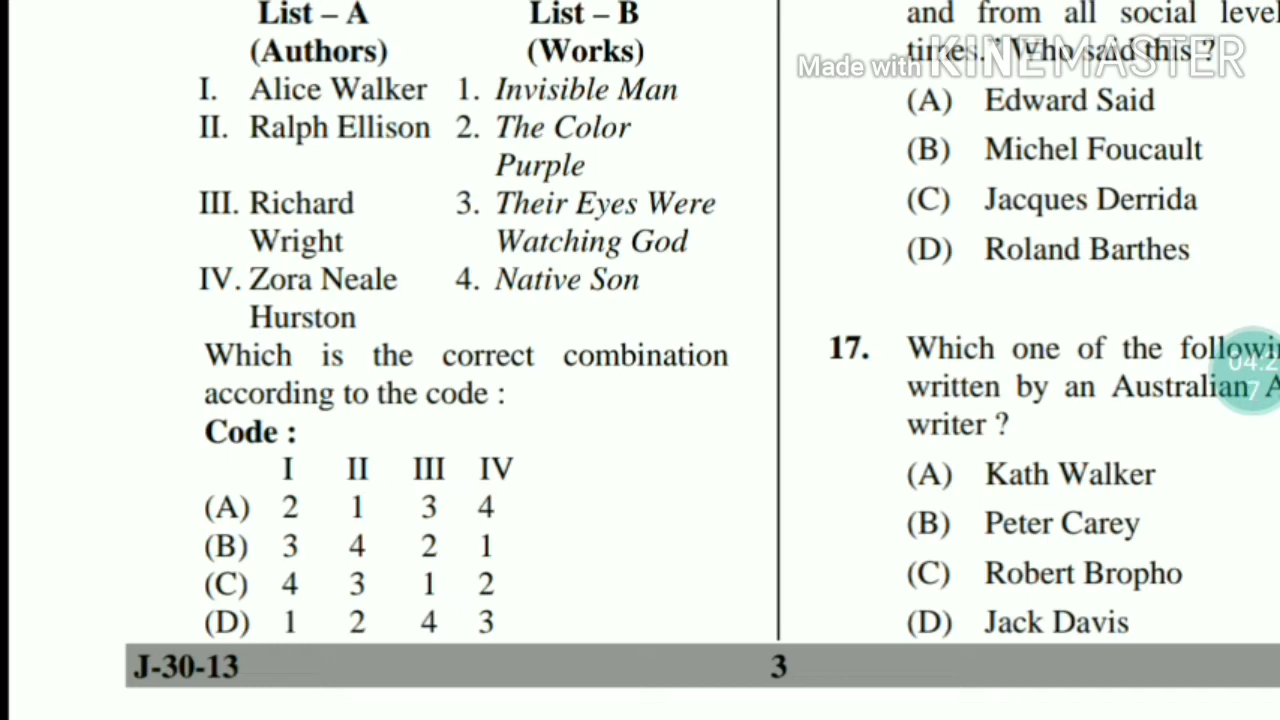 List – A List – B
(Authors) (Works)
I. Alice Walker 1. Invisible Man
II. Ralph Ellison 2. The Color
Purple
III. Richard 3. Their Eyes Were
Wright Watching God
IV. Zora Neale 4. Native Son
Hurston
Which is the correct combination
according to the code :
Code :
I II III IV
(A) 2 1 3 4
(B) 3 4 2 1
(C) 4 3 1 2
(D) 1 2 4 3
and from all social level
times.” Who said this ?
Made with KINEMASTER
(A) Edward Said
(B) Michel Foucault
(C) Jacques Derrida
(D) Roland Barthes
17. Which one of the
written by an Australian A
writer ?
(A) Kath Walker
(B) Peter Carey
(C) Robert Bropho
(D) Jack Davis
J-30-13 3